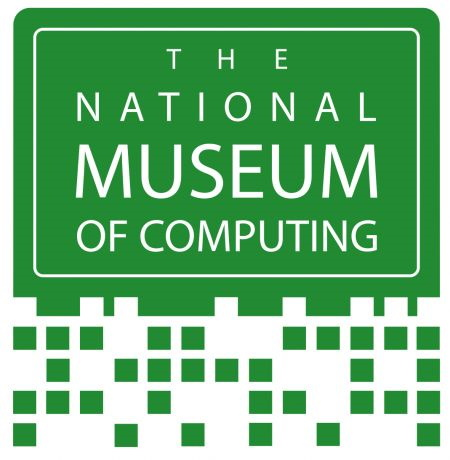 THE
NATIONAL
MUSEUM
OF COMPUTING